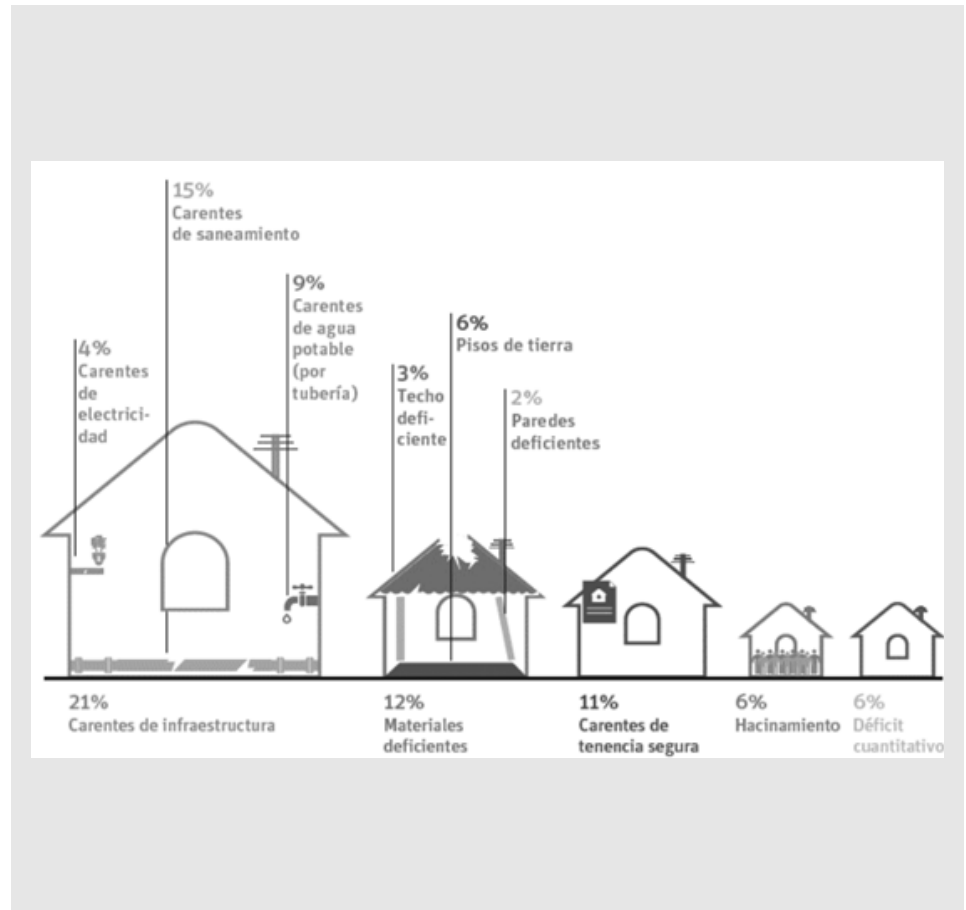 15%
Carentes
de saneamiento
9%
Carentes
de agua
potable
(por
tubería)
6%
Pisos de tierra
4%
Carentes
de
electrici-
dad
3%
Techo
defi-
ciente
2%
Paredes
deficientes
21%
Carentes de infraestructura
12%
Materiales
deficientes
11%
Carentes de
tenencia segura
6%
Hacinamiento
6%
Déficit
cuantitativo